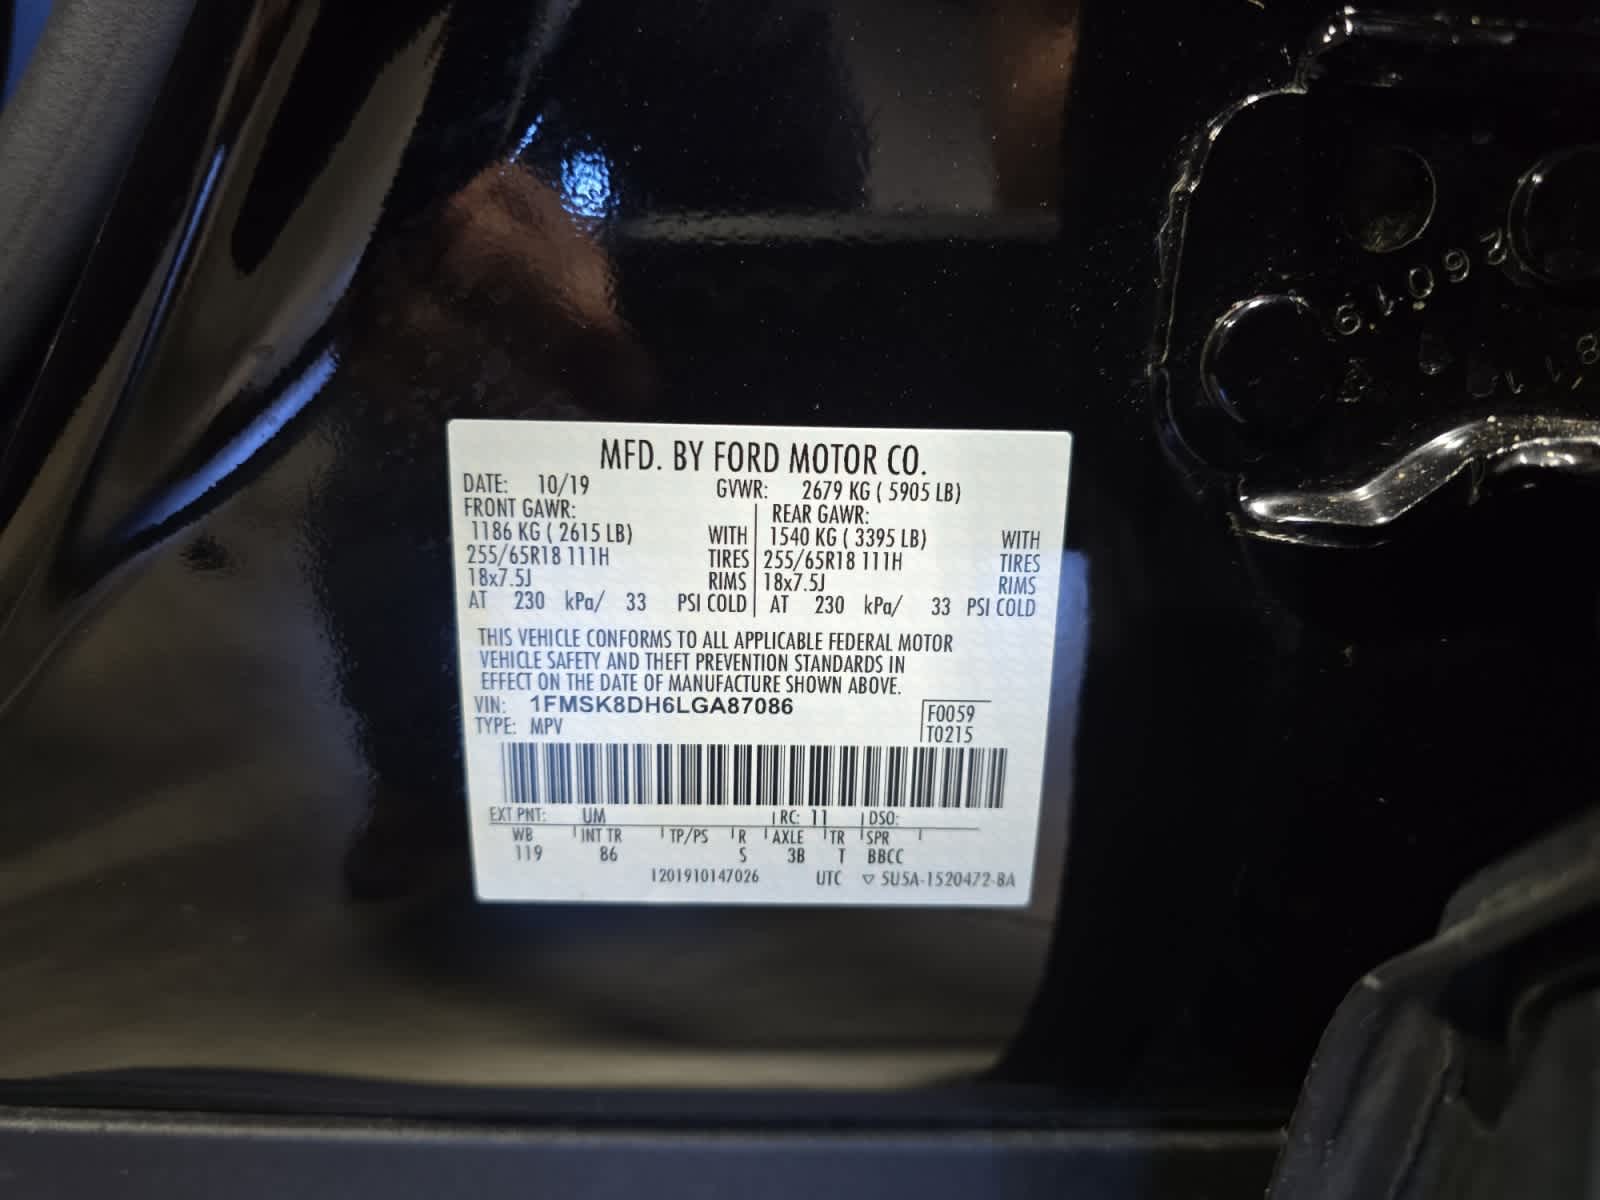 MFD. BY FORD MOTOR CO.
DATE: 10/19 GVWR: 2679 KG ( 5905 LB)
FRONT GAWR: REAR GAWR:
1186 KG ( 2615 LB) WITH 1540 KG ( 3395 LB) WITH
255/65R18 111H TIRES 255/65R18 111H TIRES
18x7.5J RIMS 18x7.5J RIMS
AT 230 kPa/ 33 PSI COLD AT 230 kPa/ 33 PSI COLD
THIS VEHICLE CONFORMS TO ALL APPLICABLE FEDERAL MOTOR
VEHICLE SAFETY AND THEFT PREVENTION STANDARDS IN
EFFECT ON THE DATE OF MANUFACTURE SHOWN ABOVE.
VIN: 1FMSK8DH6LGA87086 F0059
TYPE: MPV T0215
EXT PNT: UM RC: 11 DSO:
WB INT TR TP/PS R AXLE TR SPR
119 86 S 3B T BBCC
1201910147026 UTC ▽ 5U5A-1520472-BA